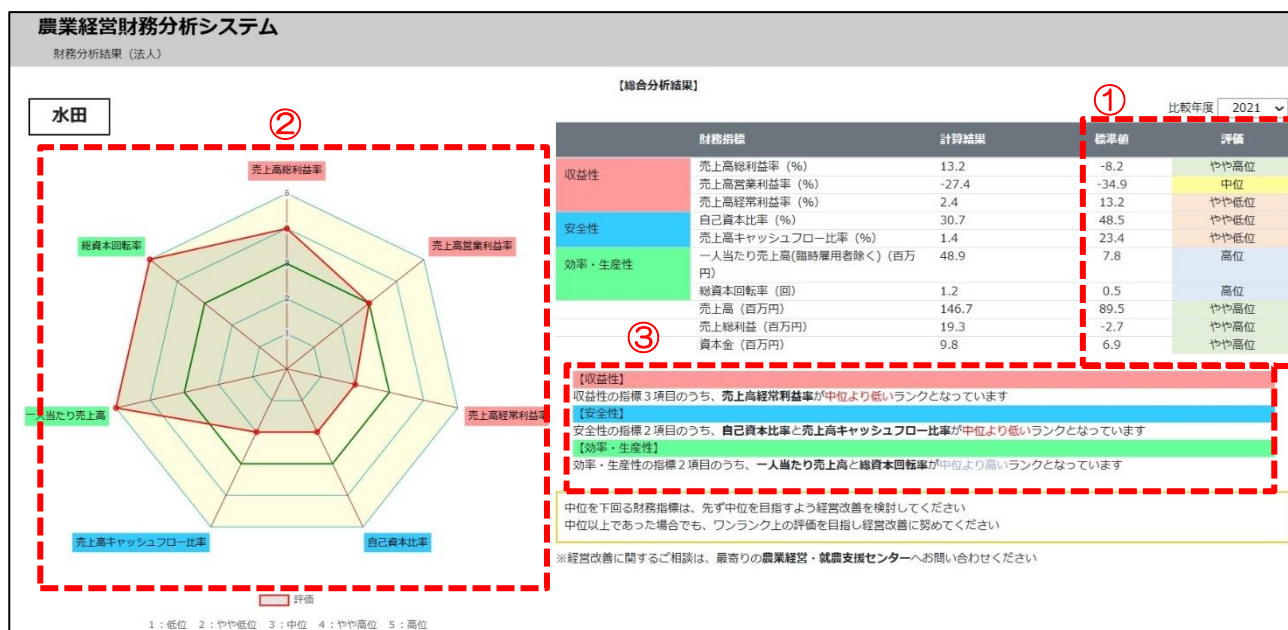 農業経営財務分析システム
財務分析結果（法人）
【総合分析結果】
水田
比較年度 2021
①
②
売上高総利益率
売上高営業利益率
売上高経常利益率
自己資本比率
売上高キャッシュフロー比率
一人当たり売上高
総資本回転率
5
3
2
1
評価
1：低位 2：やや低位 3：中位 4：やや高位 5：高位
財務指標 計算結果 標準値 評価
収益性 売上高総利益率（%） 13.2 -8.2 やや高位
売上高営業利益率（%） -27.4 -34.9 中位
売上高経常利益率（%） 2.4 13.2 やや低位
安全性 自己資本比率（%） 30.7 48.5 やや低位
売上高キャッシュフロー比率（%） 1.4 23.4 やや低位
効率・生産性 一人当たり売上高(臨時雇用者除く)（百万 48.9 7.8 高位
円）
総資本回転率（回） 1.2 0.5 高位
売上高（百万円） 146.7 89.5 やや高位
売上総利益（百万円） 19.3 -2.7 やや高位
資本金（百万円） 9.8 6.9 やや高位
③
【収益性】
収益性の指標３項目のうち、売上高経常利益率が中位より低いランクとなっています
【安全性】
安全性の指標２項目のうち、自己資本比率と売上高キャッシュフロー比率が中位より低いランクとなっています
【効率・生産性】
効率・生産性の指標２項目のうち、一人当たり売上高と総資本回転率が中位より高いランクとなっています
中位を下回る財務指標は、先ず中位を目指すよう経営改善を検討してください
中位以上であった場合でも、ワンランク上の評価を目指し経営改善に努めてください
※経営改善に関するご相談は、最寄りの農業経営・就農支援センターへお問い合わせください